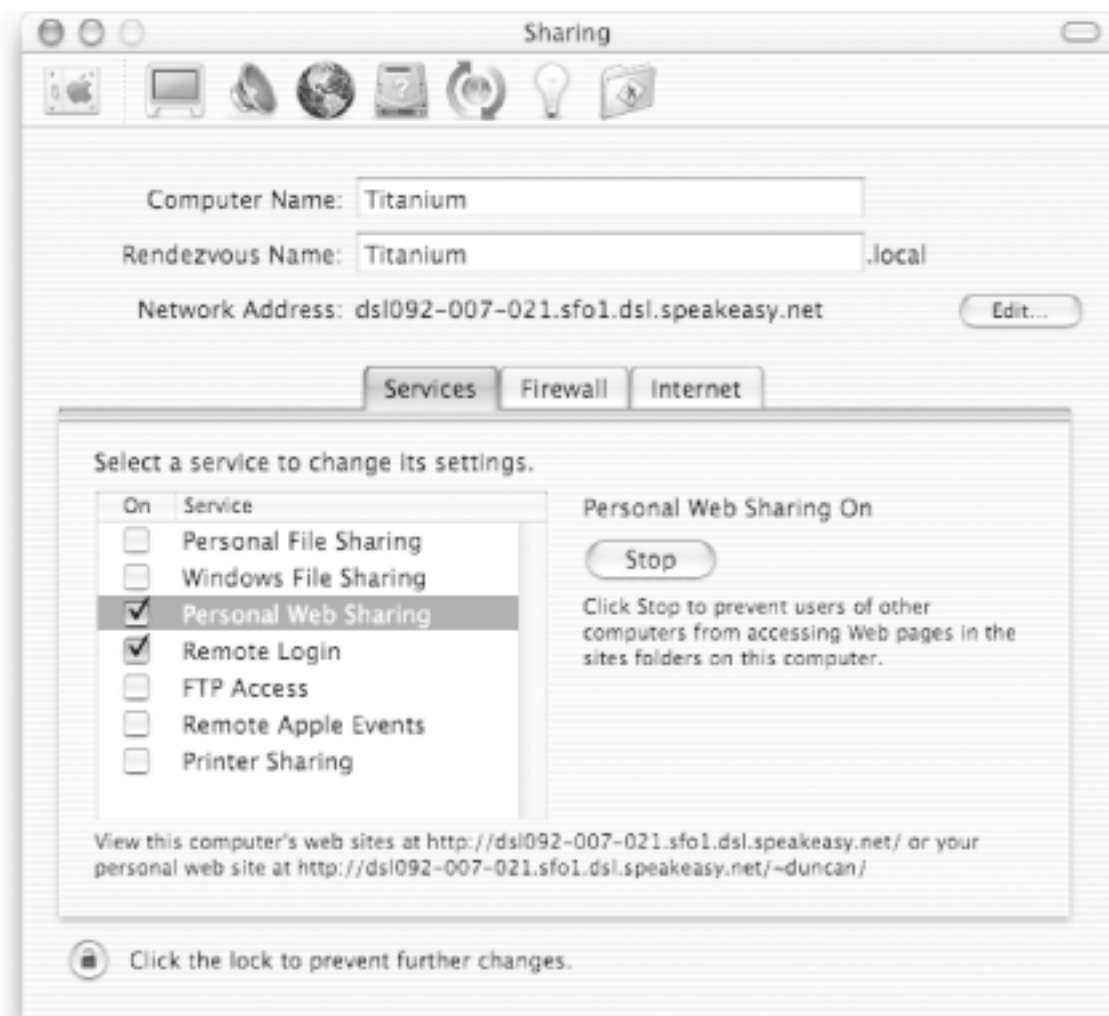 Sharing
Computer Name: Titanium
Rendezvous Name: Titanium .local
Network Address: dsl092-007-021.sfo1.dsl.speakeasy.net Edit...
Services Firewall Internet
Select a service to change its settings.
On Service
Personal File Sharing
Windows File Sharing
Personal Web Sharing
Remote Login
FTP Access
Remote Apple Events
Printer Sharing
Personal Web Sharing On
Stop
Click Stop to prevent users of other
computers from accessing Web pages in the
sites folders on this computer.
View this computer's web sites at http://dsl092-007-021.sfo1.dsl.speakeasy.net/ or your
personal web site at http://dsl092-007-021.sfo1.dsl.speakeasy.net/~duncan/
Click the lock to prevent further changes.